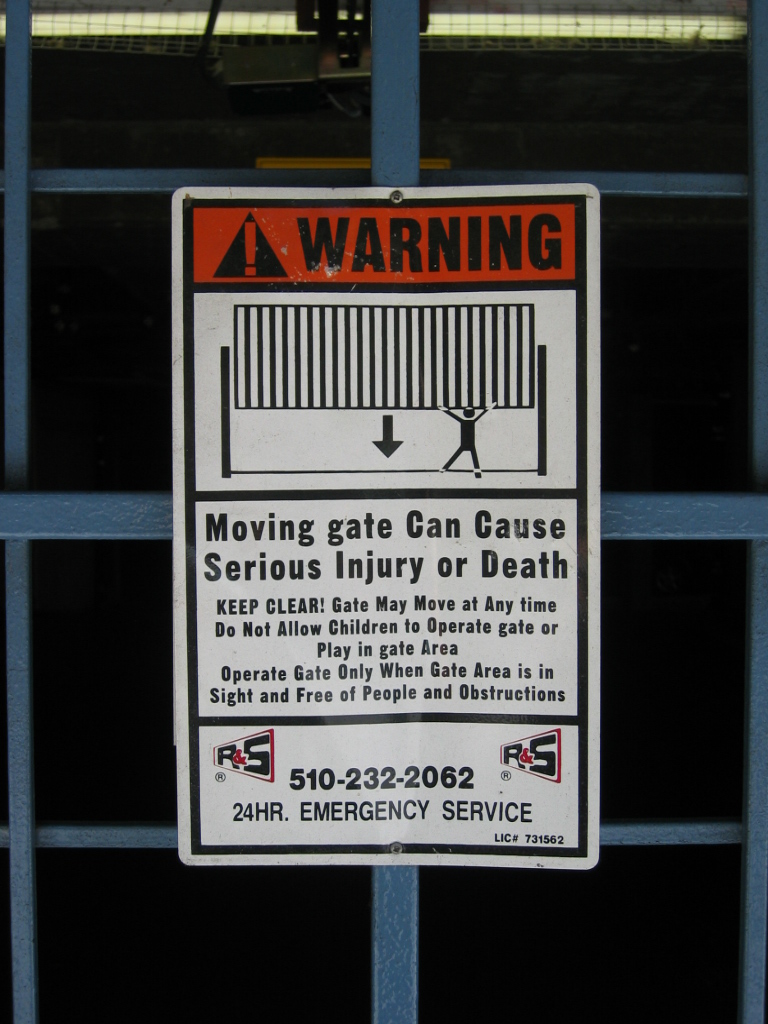 WARNING
Moving gate Can Cause
Serious Injury or Death
KEEP CLEAR! Gate May Move at Any time
Do Not Allow Children to Operate gate or
Play in gate Area
Operate Gate Only When Gate Area is in
Sight and Free of People and Obstructions
R&S ® R&S ®
510-232-2062
24HR. EMERGENCY SERVICE
LIC# 731562